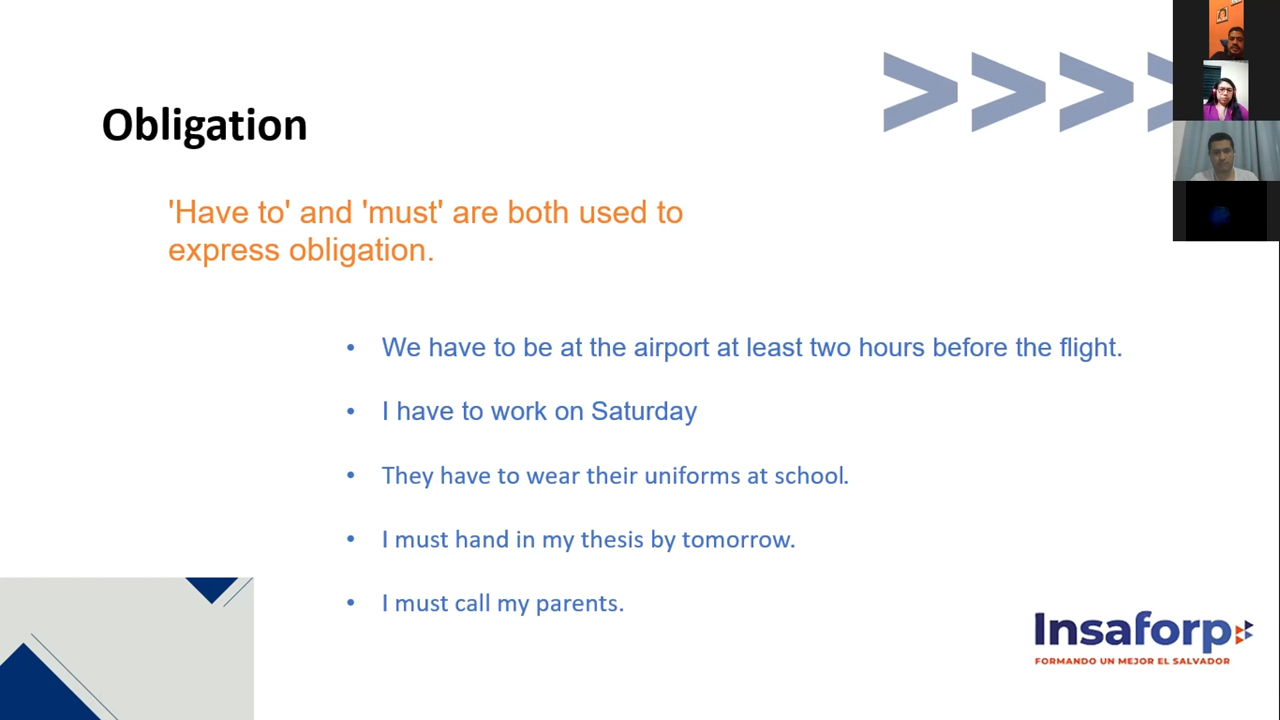 Obligation
'Have to' and 'must' are both used to
express obligation.
• We have to be at the airport at least two hours before the flight.
• I have to work on Saturday
• They have to wear their uniforms at school.
• I must hand in my thesis by tomorrow.
• I must call my parents.
Insaforp
FORMANDO UN MEJOR EL SALVADOR